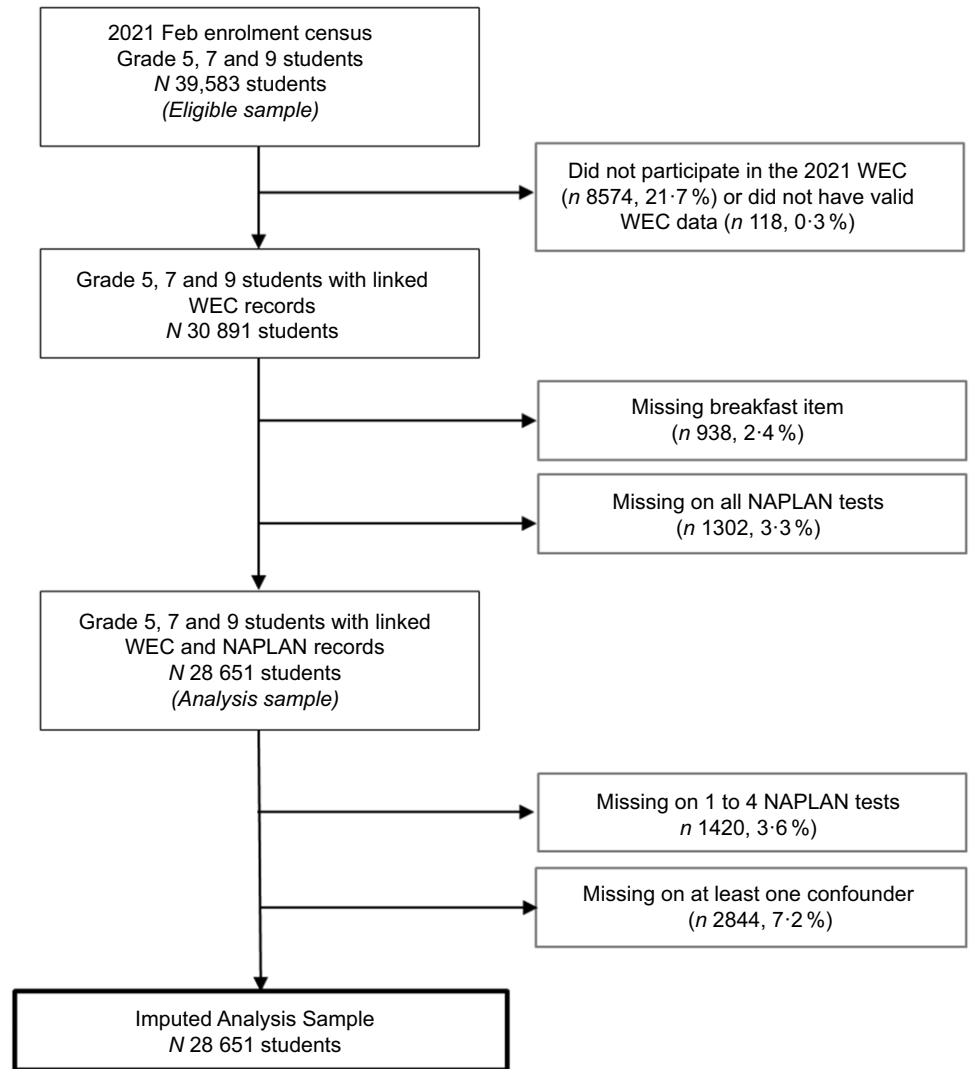 2021 Feb enrolment census
Grade 5, 7 and 9 students
N 39,583 students
(Eligible sample)
Did not participate in the 2021 WEC
(n 8574, 21·7 %) or did not have valid
WEC data (n 118, 0·3 %)
Grade 5, 7 and 9 students with linked
WEC records
N 30 891 students
Missing breakfast item
(n 938, 2·4 %)
Missing on all NAPLAN tests
(n 1302, 3·3 %)
Grade 5, 7 and 9 students with linked
WEC and NAPLAN records
N 28 651 students
(Analysis sample)
Missing on 1 to 4 NAPLAN tests
n 1420, 3·6 %)
Missing on at least one confounder
(n 2844, 7·2 %)
Imputed Analysis Sample
N 28 651 students